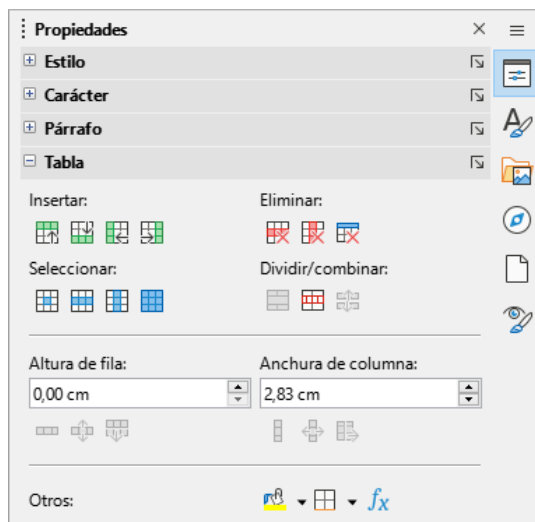 Propiedades
Estilo
Carácter
Párrafo
Tabla
Insertar: Eliminar:
Seleccionar: Dividir/combinar:
Altura de fila: Anchura de columna:
0,00 cm 2,83 cm
Otros: fx